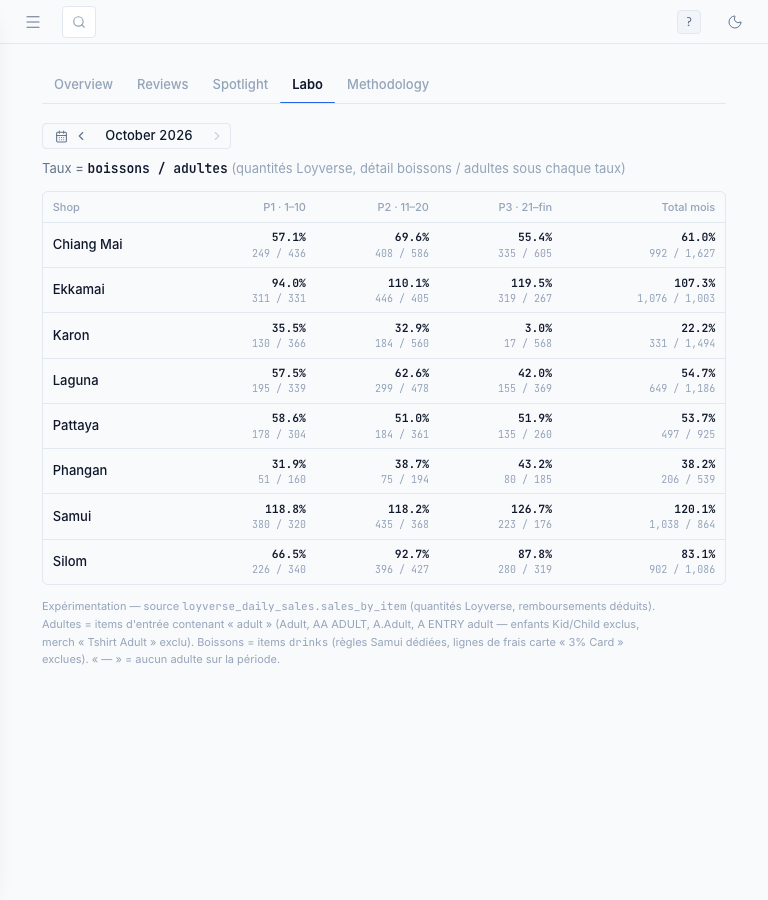 ?
Overview Reviews Spotlight Labo Methodology
October 2026
Taux = boissons / adultes (quantités Loyverse, détail boissons / adultes sous chaque taux)
Shop P1 · 1–10 P2 · 11–20 P3 · 21–fin Total mois
Chiang Mai 57.1% 69.6% 55.4% 61.0%
249 / 436 408 / 586 335 / 605 992 / 1,627
Ekkamai 94.0% 110.1% 119.5% 107.3%
311 / 331 446 / 405 319 / 267 1,076 / 1,003
Karon 35.5% 32.9% 3.0% 22.2%
130 / 366 184 / 560 17 / 568 331 / 1,494
Laguna 57.5% 62.6% 42.0% 54.7%
195 / 339 299 / 478 155 / 369 649 / 1,186
Pattaya 58.6% 51.0% 51.9% 53.7%
178 / 304 184 / 361 135 / 260 497 / 925
Phangan 31.9% 38.7% 43.2% 38.2%
51 / 160 75 / 194 80 / 185 206 / 539
Samui 118.8% 118.2% 126.7% 120.1%
380 / 320 435 / 368 223 / 176 1,038 / 864
Silom 66.5% 92.7% 87.8% 83.1%
226 / 340 396 / 427 280 / 319 902 / 1,086
Expérimentation — source loyverse_daily_sales.sales_by_item (quantités Loyverse, remboursements déduits).
Adultes = items d'entrée contenant « adult » (Adult, AA ADULT, A.Adult, A ENTRY adult — enfants Kid/Child exclus,
merch « Tshirt Adult » exclu). Boissons = items drinks (règles Samui dédiées, lignes de frais carte « 3% Card »
exclues). « — » = aucun adulte sur la période.